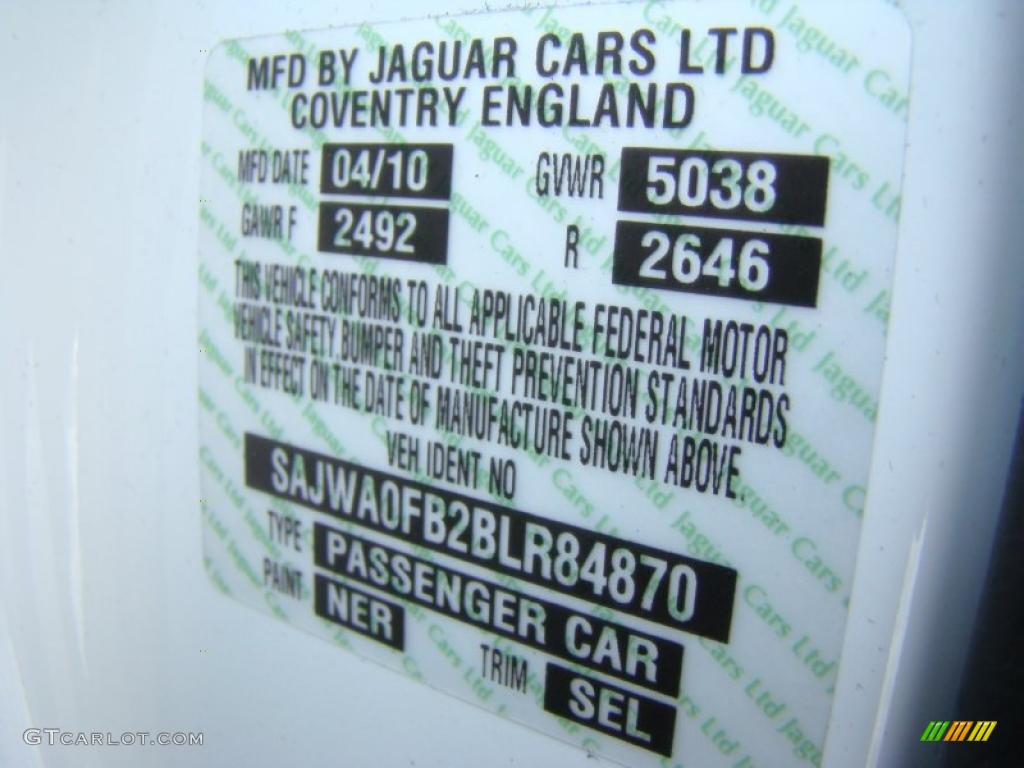 MFD BY JAGUAR CARS LTD
COVENTRY ENGLAND
MFD DATE 04/10 GVWR 5038
GAWR F 2492 R 2646
THIS VEHICLE CONFORMS TO ALL APPLICABLE FEDERAL MOTOR
VEHICLE SAFETY BUMPER AND THEFT PREVENTION STANDARDS
IN EFFECT ON THE DATE OF MANUFACTURE SHOWN ABOVE.
VEH IDENT NO
SAJWA0FB2BLR84870
TYPE PASSENGER CAR
PAINT NER TRIM SEL
GTCARLOT.COM